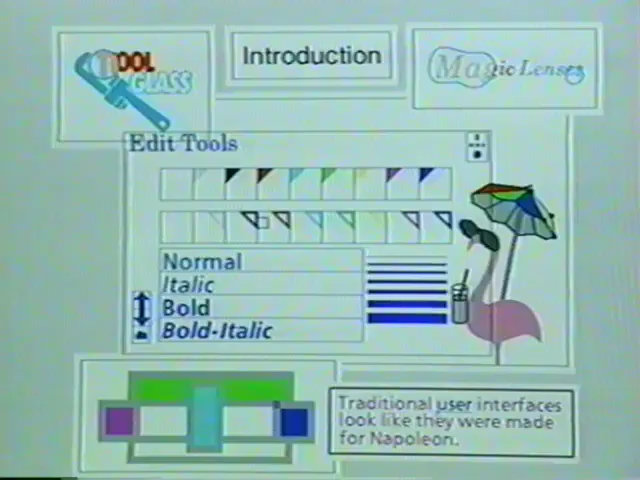 TOOL
GLASS
Introduction
Magic Lenses
Edit Tools
Normal
Italic
Bold
Bold-Italic
Traditional user interfaces
look like they were made
for Napoleon.